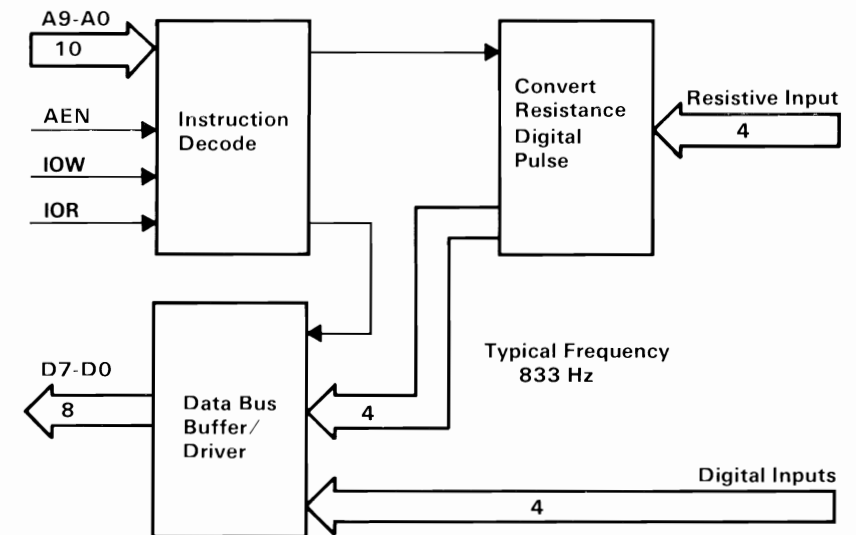 A9-A0
10
AEN
IOW
IOR
Instruction
Decode
Convert
Resistance
Digital
Pulse
Resistive Input
4
D7-D0
8
Data Bus
Buffer/
Driver
4
Typical Frequency
833 Hz
Digital Inputs
4